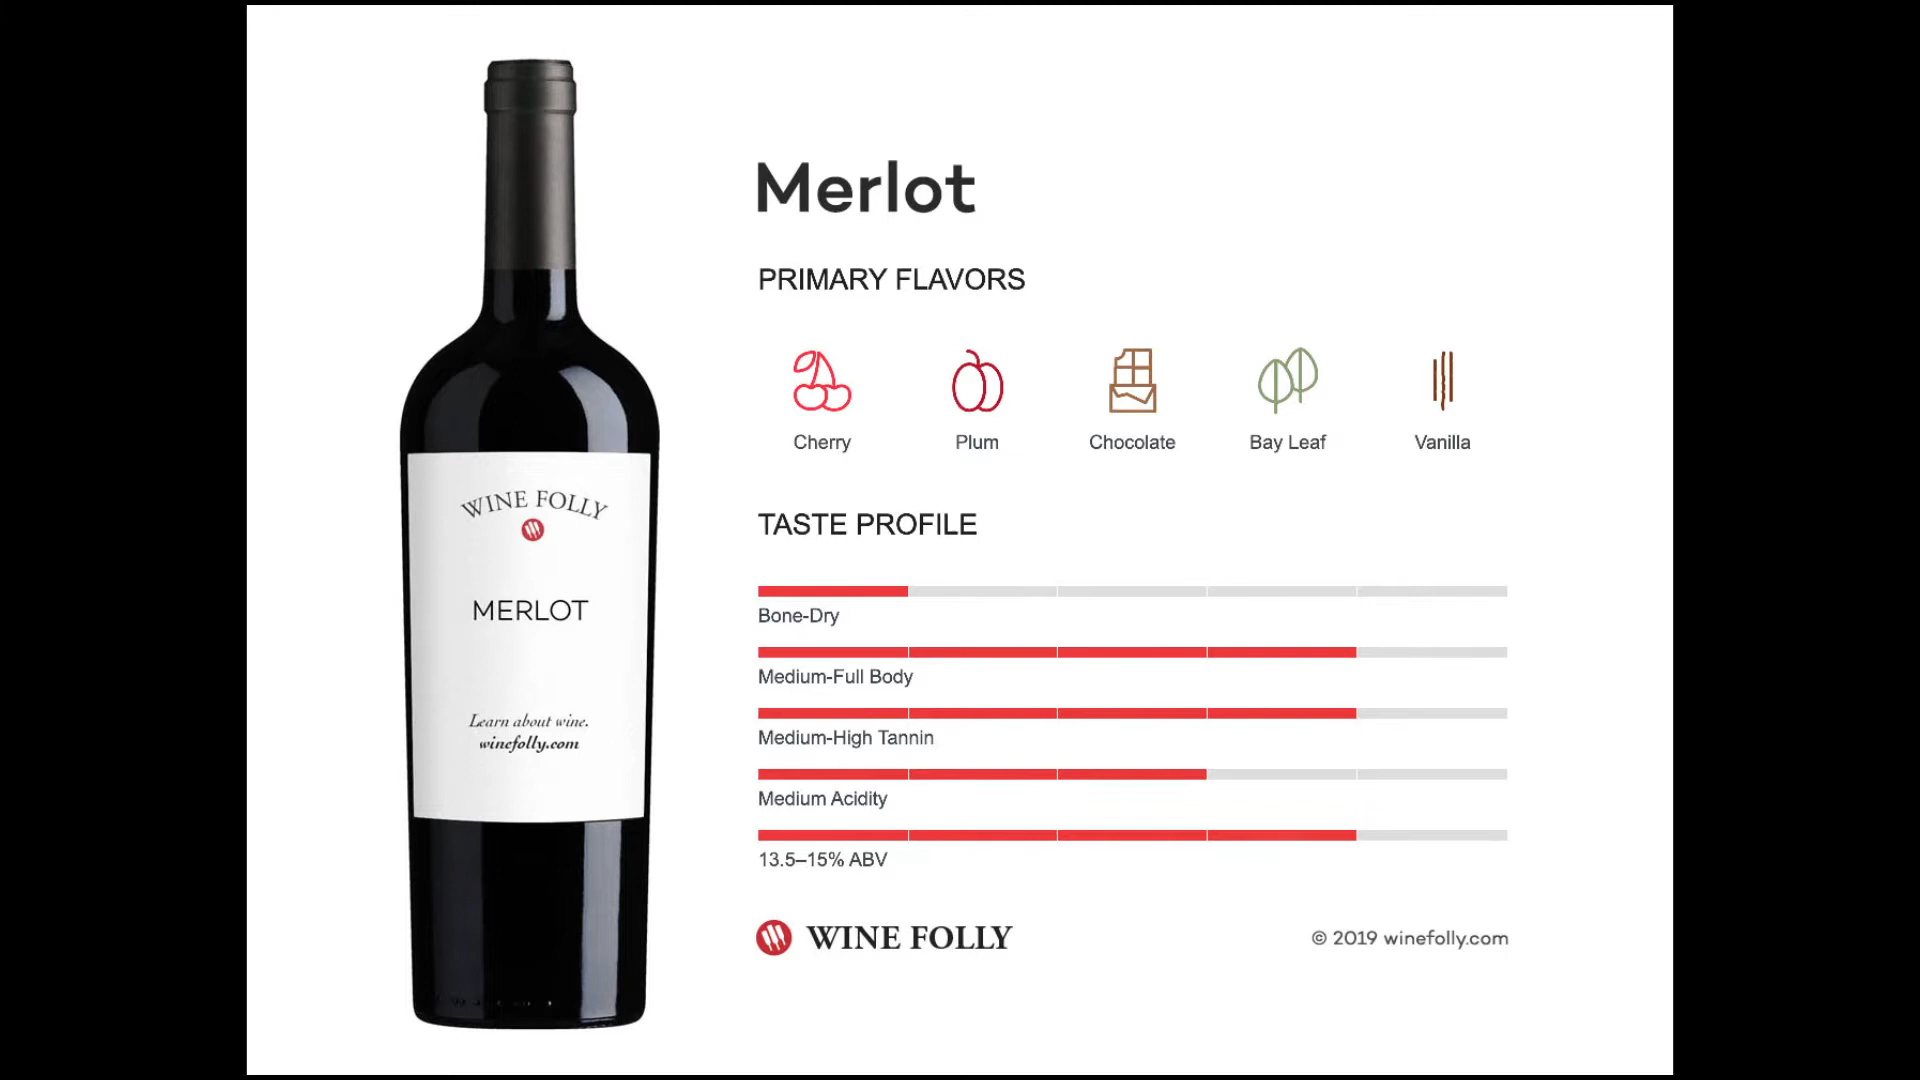 WINE FOLLY
MERLOT
Learn about wine.
winefolly.com
Merlot
PRIMARY FLAVORS
Cherry
Plum
Chocolate
Bay Leaf
Vanilla
TASTE PROFILE
Bone-Dry
Medium-Full Body
Medium-High Tannin
Medium Acidity
13.5–15% ABV
WINE FOLLY
© 2019 winefolly.com